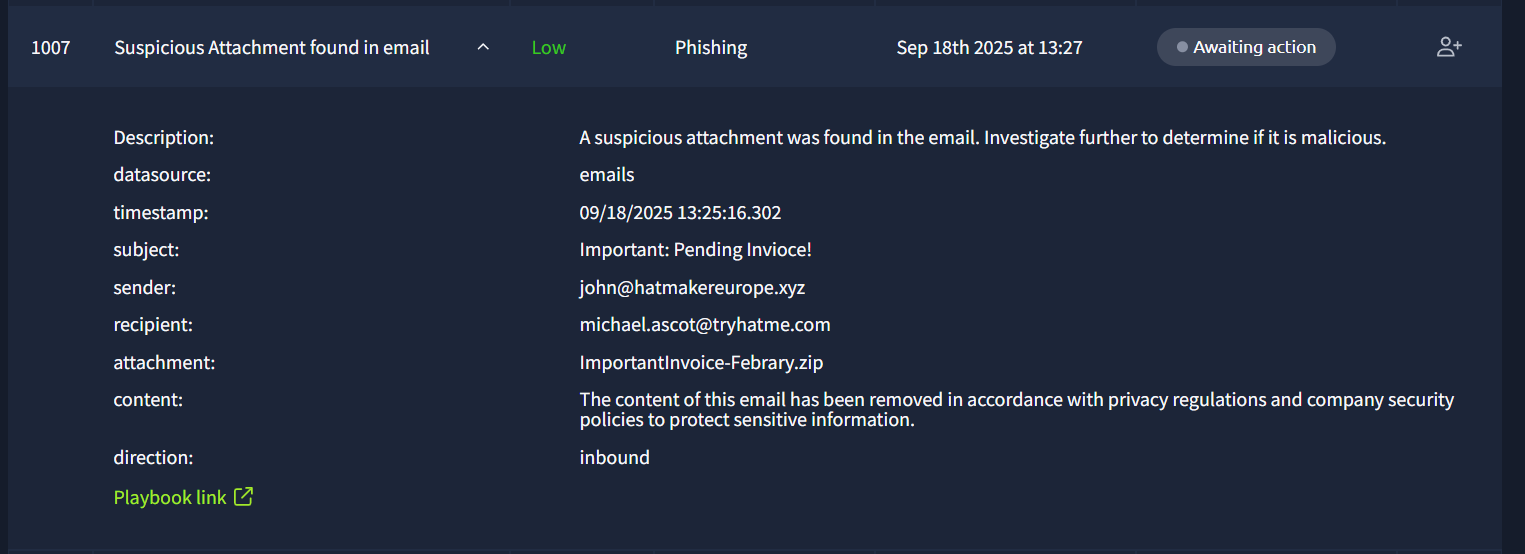 1007 Suspicious Attachment found in email Low Phishing Sep 18th 2025 at 13:27 Awaiting action
Description: A suspicious attachment was found in the email. Investigate further to determine if it is malicious.
datasource: emails
timestamp: 09/18/2025 13:25:16.302
subject: Important: Pending Invioce!
sender: john@hatmakereurope.xyz
recipient: michael.ascot@tryhatme.com
attachment: ImportantInvoice-Febrary.zip
content: The content of this email has been removed in accordance with privacy regulations and company security
policies to protect sensitive information.
direction: inbound
Playbook link